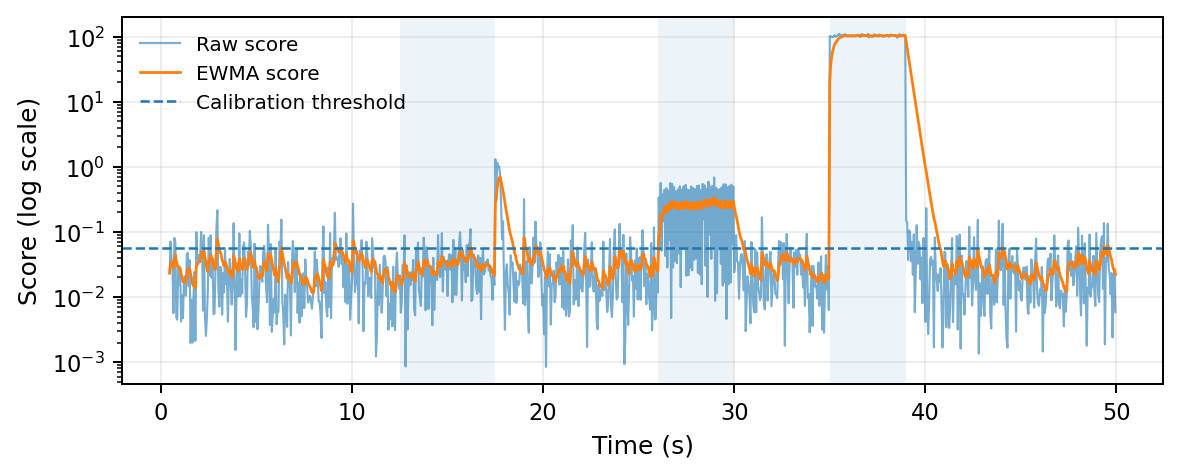 10²
10¹
10⁰
10⁻¹
10⁻²
10⁻³
Score (log scale)
Raw score
EWMA score
Calibration threshold
0 10 20 30 40 50
Time (s)